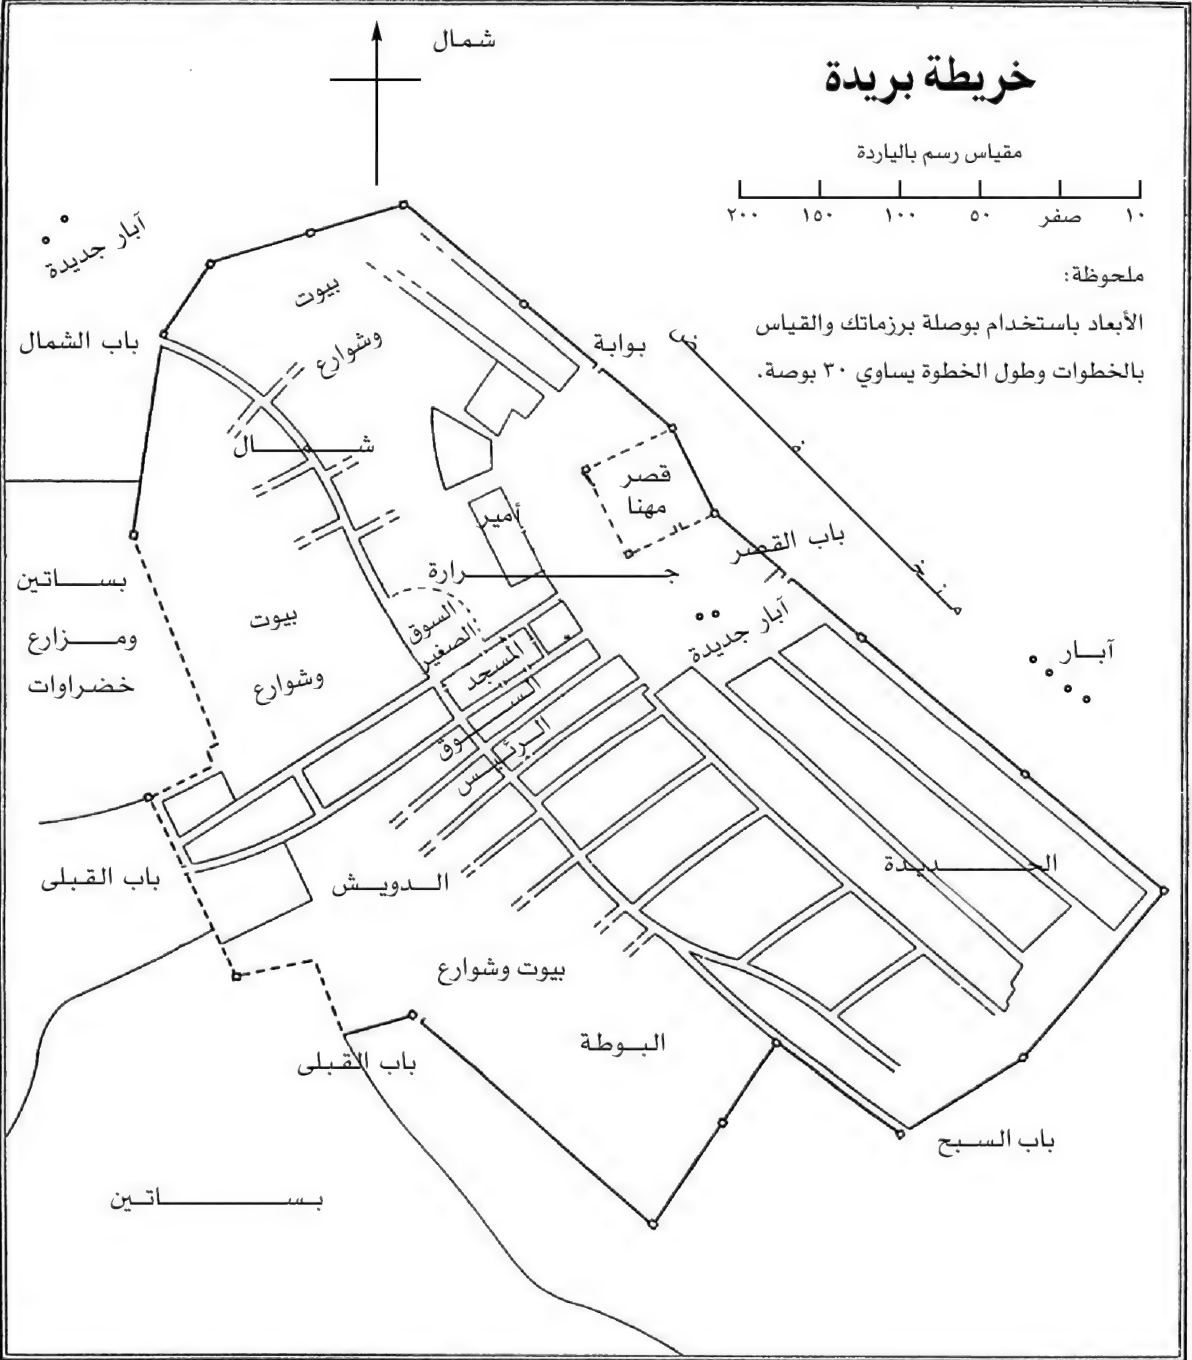 شمال
خريطة بريدة
مقياس رسم بالياردة
٢٠٠ ١٥٠ ١٠٠ ٥٠ صفر ١٠
ملحوظة:
الأبعاد باستخدام بوصلة برزماتك والقياس
بالخطوات وطول الخطوة يساوي ٣٠ بوصة.
آبار جديدة
باب الشمال
بيوت
وشوارع
بوابة
شمال
قصر
مهنا
أمير
باب القصر
جرارة
بساتين
ومزارع
خضراوات
بيوت
وشوارع
السوق
الصغير
المسجد
آبار جديدة
آبار
السوق
الرئيس
باب القبلى
الدويش
الحديدة
بيوت وشوارع
البوطة
باب القبلى
باب السبح
بساتين